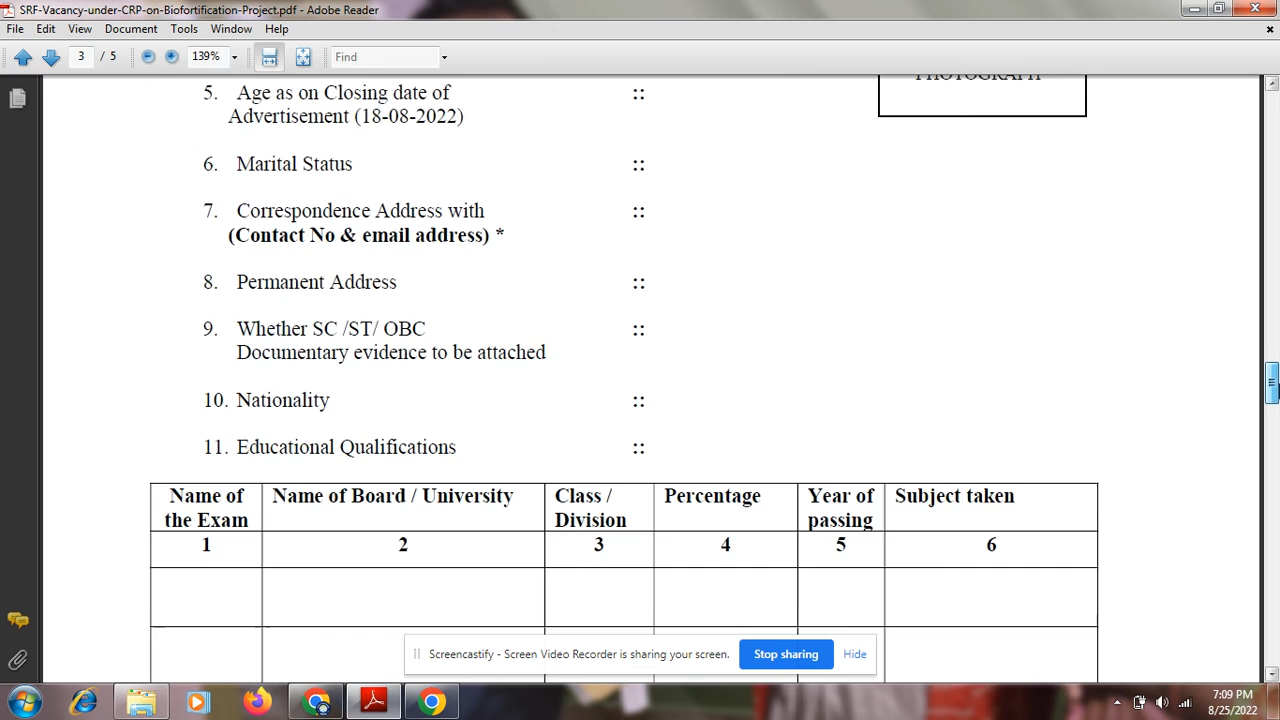 SRF-Vacancy-under-CRP-on-Biofortification-Project.pdf - Adobe Reader
File Edit View Document Tools Window Help
3 / 5 139% Find
PHOTOGRAPH
5. Age as on Closing date of ::
Advertisement (18-08-2022)
6. Marital Status ::
7. Correspondence Address with ::
(Contact No & email address) *
8. Permanent Address ::
9. Whether SC /ST/ OBC ::
Documentary evidence to be attached
10. Nationality ::
11. Educational Qualifications ::
Name of Name of Board / University Class / Percentage Year of Subject taken
the Exam Division passing
1 2 3 4 5 6
Screencastify - Screen Video Recorder is sharing your screen. Stop sharing Hide
7:09 PM
8/25/2022